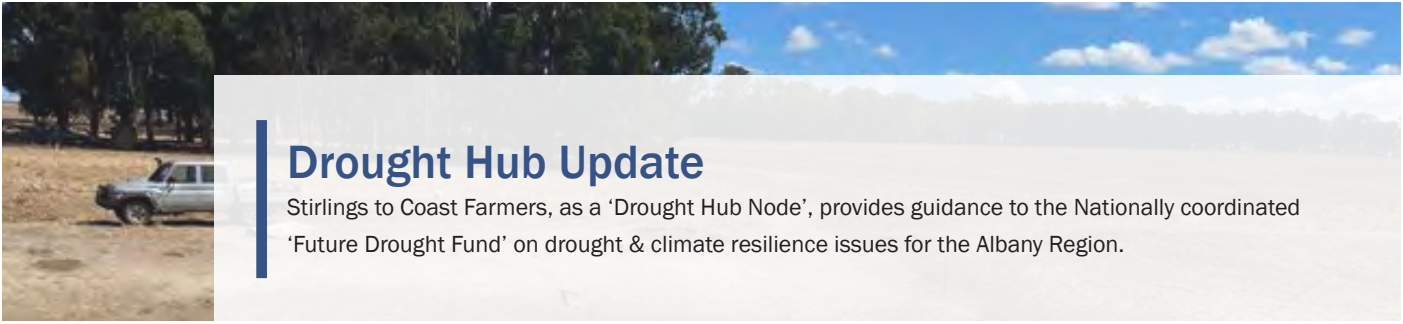 Drought Hub Update
Stirlings to Coast Farmers, as a ‘Drought Hub Node’, provides guidance to the Nationally coordinated
‘Future Drought Fund’ on drought & climate resilience issues for the Albany Region.